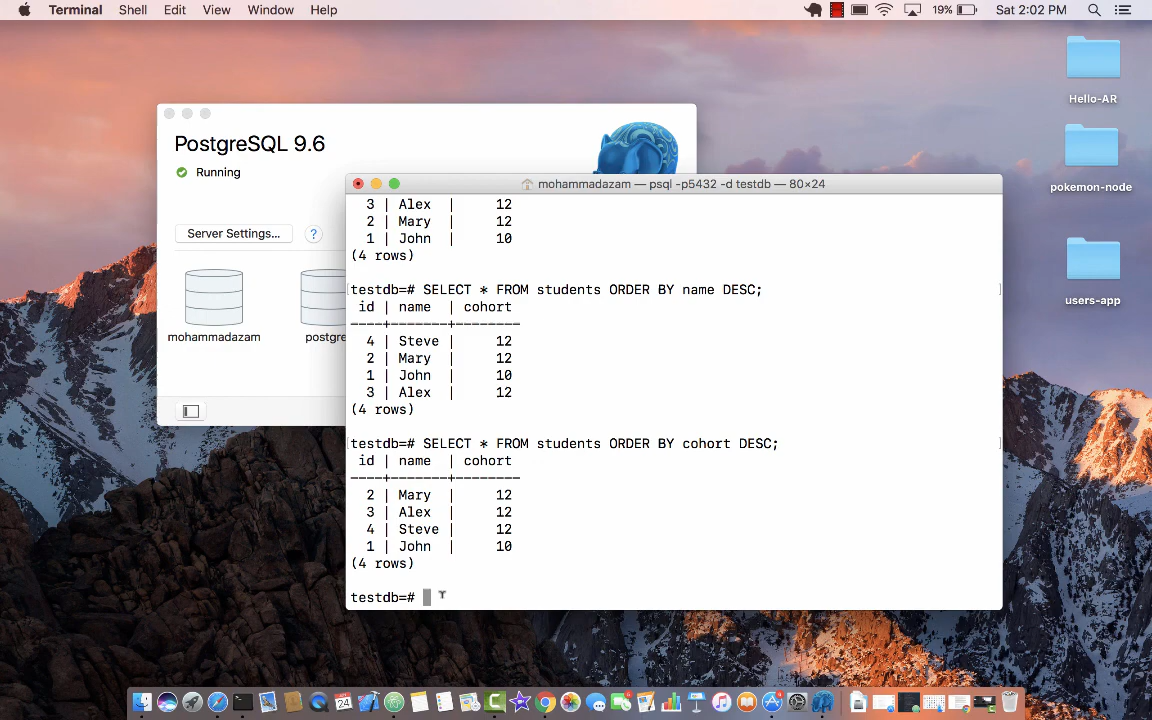 Terminal Shell Edit View Window Help 19% Sat 2:02 PM
Hello-AR
pokemon-node
users-app
PostgreSQL 9.6
Running
Server Settings... ?
mohammadazam postgre
mohammadazam — psql -p5432 -d testdb — 80×24
3 | Alex | 12
2 | Mary | 12
1 | John | 10
(4 rows)
testdb=# SELECT * FROM students ORDER BY name DESC;
id | name | cohort
----+-------+--------
4 | Steve | 12
2 | Mary | 12
1 | John | 10
3 | Alex | 12
(4 rows)
testdb=# SELECT * FROM students ORDER BY cohort DESC;
id | name | cohort
----+-------+--------
2 | Mary | 12
3 | Alex | 12
4 | Steve | 12
1 | John | 10
(4 rows)
testdb=#
24